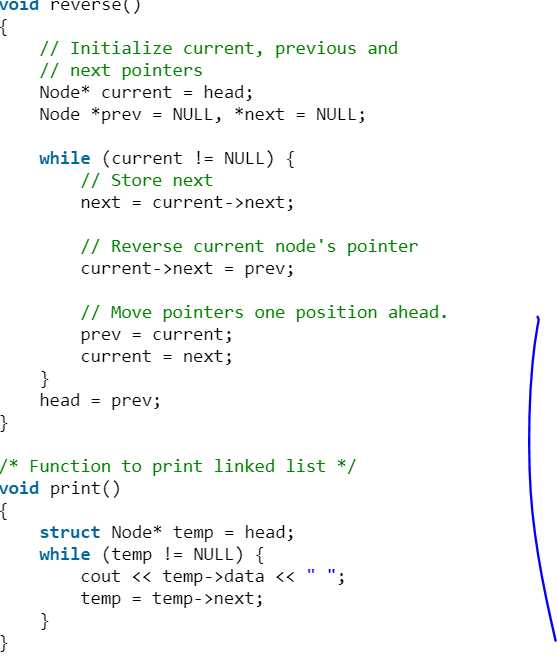 void reverse()
{
    // Initialize current, previous and
    // next pointers
    Node* current = head;
    Node *prev = NULL, *next = NULL;

    while (current != NULL) {
        // Store next
        next = current->next;

        // Reverse current node's pointer
        current->next = prev;

        // Move pointers one position ahead.
        prev = current;
        current = next;
    }
    head = prev;
}

/* Function to print linked list */
void print()
{
    struct Node* temp = head;
    while (temp != NULL) {
        cout << temp->data << " ";
        temp = temp->next;
    }
}